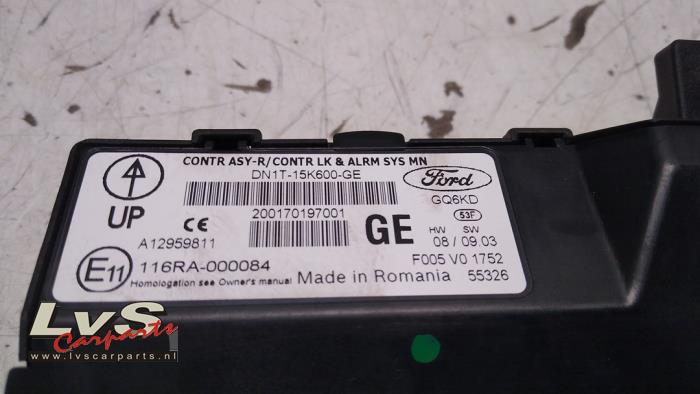 CONTR ASY-R/CONTR LK & ALRM SYS MN
DN1T-15K600-GE
Ford
GQ6KD
53F
200170197001
GE
HW SW
08 / 09.03
UP
CE
A12959811
F005 V0 1752
E11
116RA-000084
Made in Romania
55326
Homologation see Owner's manual
LvS
Carparts
www.lvscarparts.nl